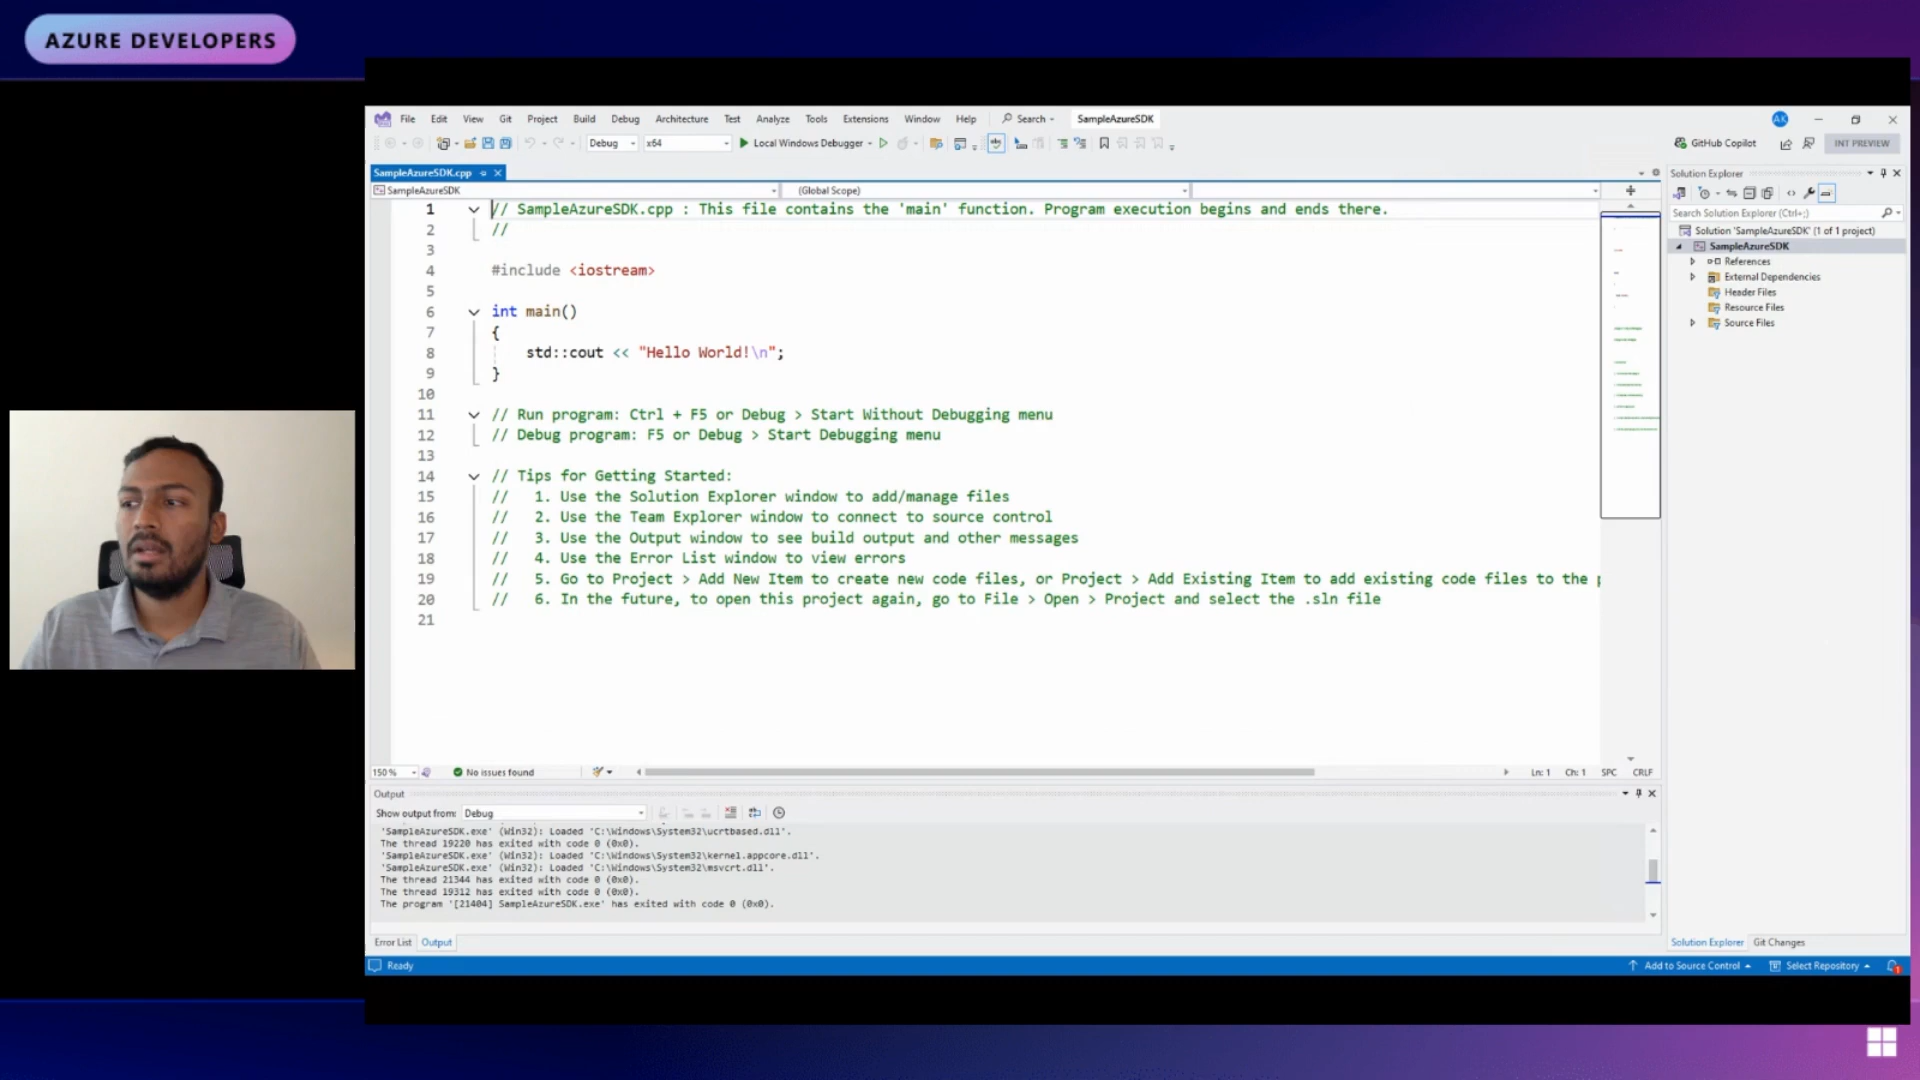 AZURE DEVELOPERS
File Edit View Git Project Build Debug Architecture Test Analyze Tools Extensions Window Help Search SampleAzureSDK AK
Debug x64 Local Windows Debugger GitHub Copilot INT PREVIEW
SampleAzureSDK.cpp
SampleAzureSDK (Global Scope)
1 // SampleAzureSDK.cpp : This file contains the 'main' function. Program execution begins and ends there.
2 //
3
4 #include <iostream>
5
6 int main()
7 {
8 std::cout << "Hello World!\n";
9 }
10
11 // Run program: Ctrl + F5 or Debug > Start Without Debugging menu
12 // Debug program: F5 or Debug > Start Debugging menu
13
14 // Tips for Getting Started:
15 // 1. Use the Solution Explorer window to add/manage files
16 // 2. Use the Team Explorer window to connect to source control
17 // 3. Use the Output window to see build output and other messages
18 // 4. Use the Error List window to view errors
19 // 5. Go to Project > Add New Item to create new code files, or Project > Add Existing Item to add existing code files to the p
20 // 6. In the future, to open this project again, go to File > Open > Project and select the .sln file
21
150 % No issues found Ln: 1 Ch: 1 SPC CRLF
Output
Show output from: Debug
'SampleAzureSDK.exe' (Win32): Loaded 'C:\Windows\System32\ucrtbased.dll'.
The thread 19220 has exited with code 0 (0x0).
'SampleAzureSDK.exe' (Win32): Loaded 'C:\Windows\System32\kernel.appcore.dll'.
'SampleAzureSDK.exe' (Win32): Loaded 'C:\Windows\System32\msvcrt.dll'.
The thread 21344 has exited with code 0 (0x0).
The thread 19312 has exited with code 0 (0x0).
The program '[21404] SampleAzureSDK.exe' has exited with code 0 (0x0).
Error List Output
Solution Explorer
Search Solution Explorer (Ctrl+;)
Solution 'SampleAzureSDK' (1 of 1 project)
SampleAzureSDK
References
External Dependencies
Header Files
Resource Files
Source Files
Solution Explorer Git Changes
Ready Add to Source Control Select Repository 1